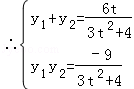 ∴ { y₁+y₂=6t/(3t²+4)
y₁y₂=-9/(3t²+4)